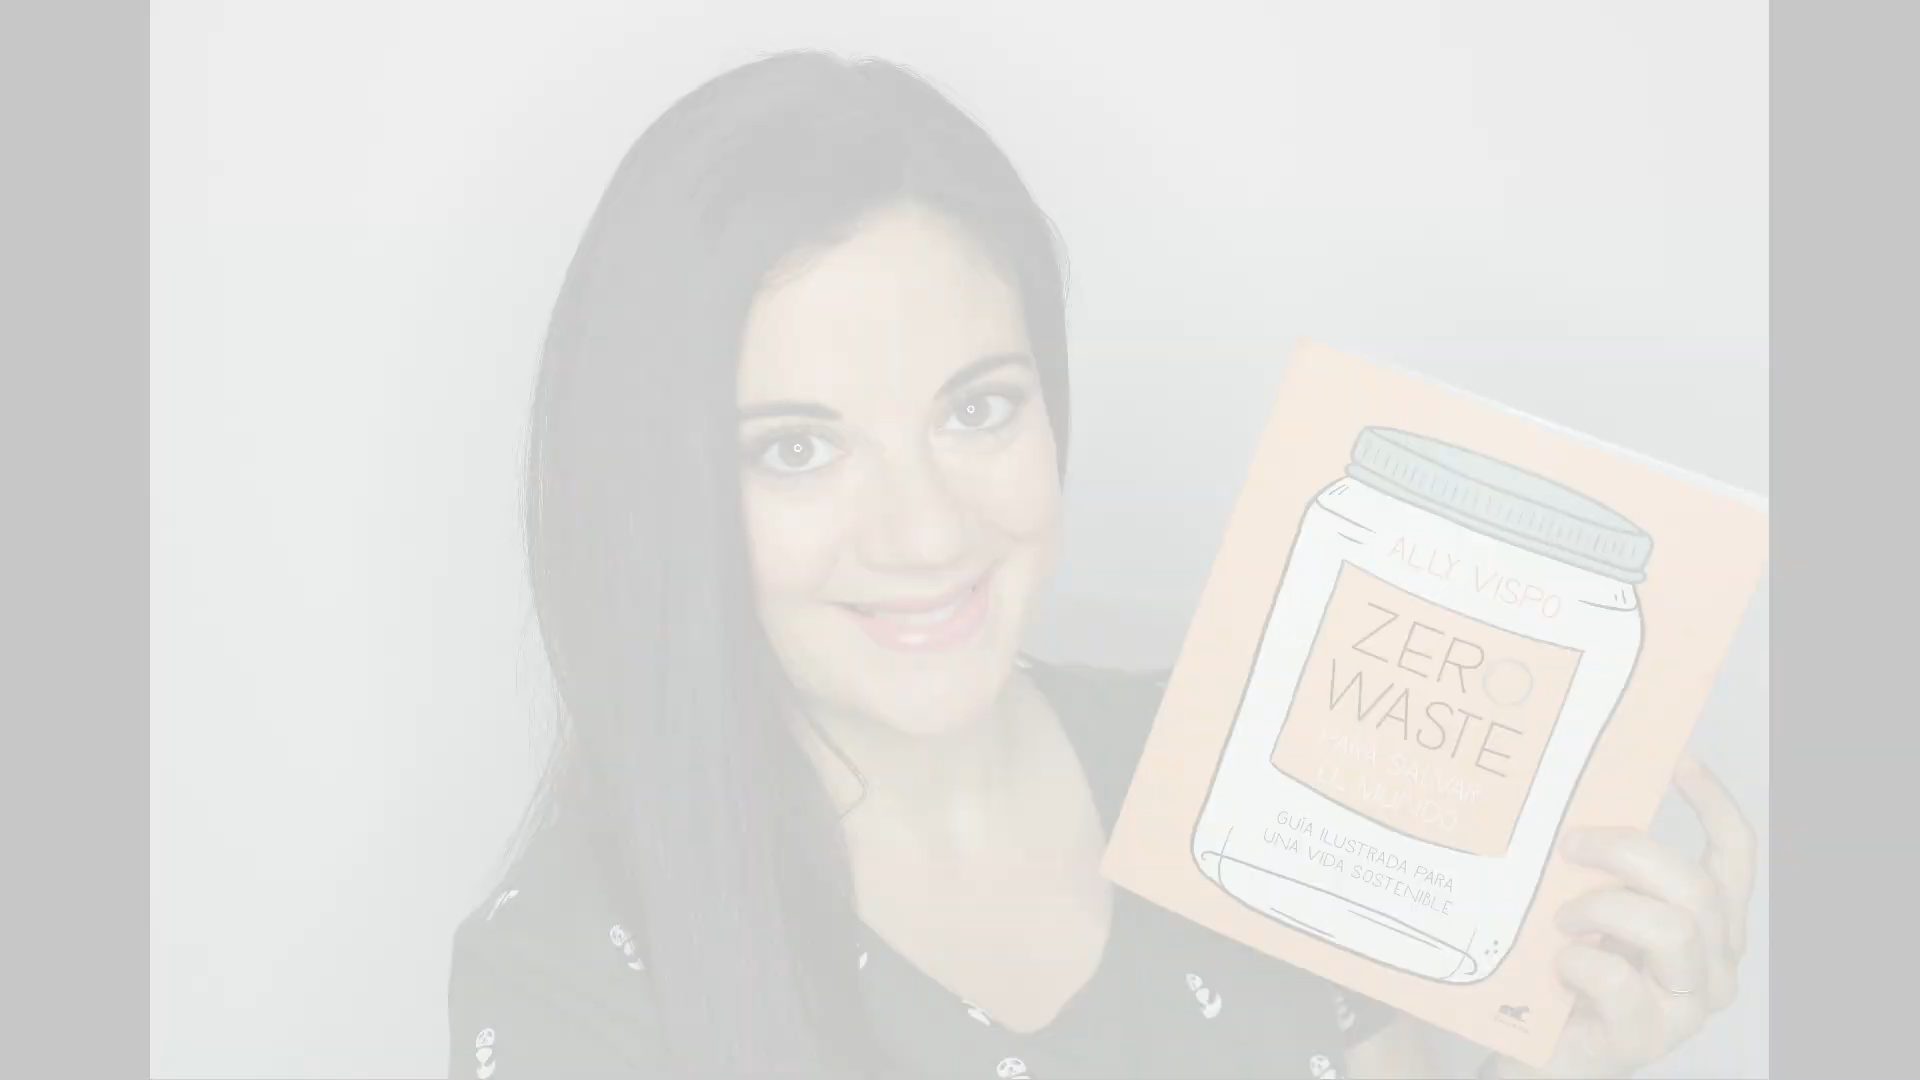 ALLY VISPO
ZERO
WASTE
PARA SALVAR
EL MUNDO
GUÍA ILUSTRADA PARA
UNA VIDA SOSTENIBLE